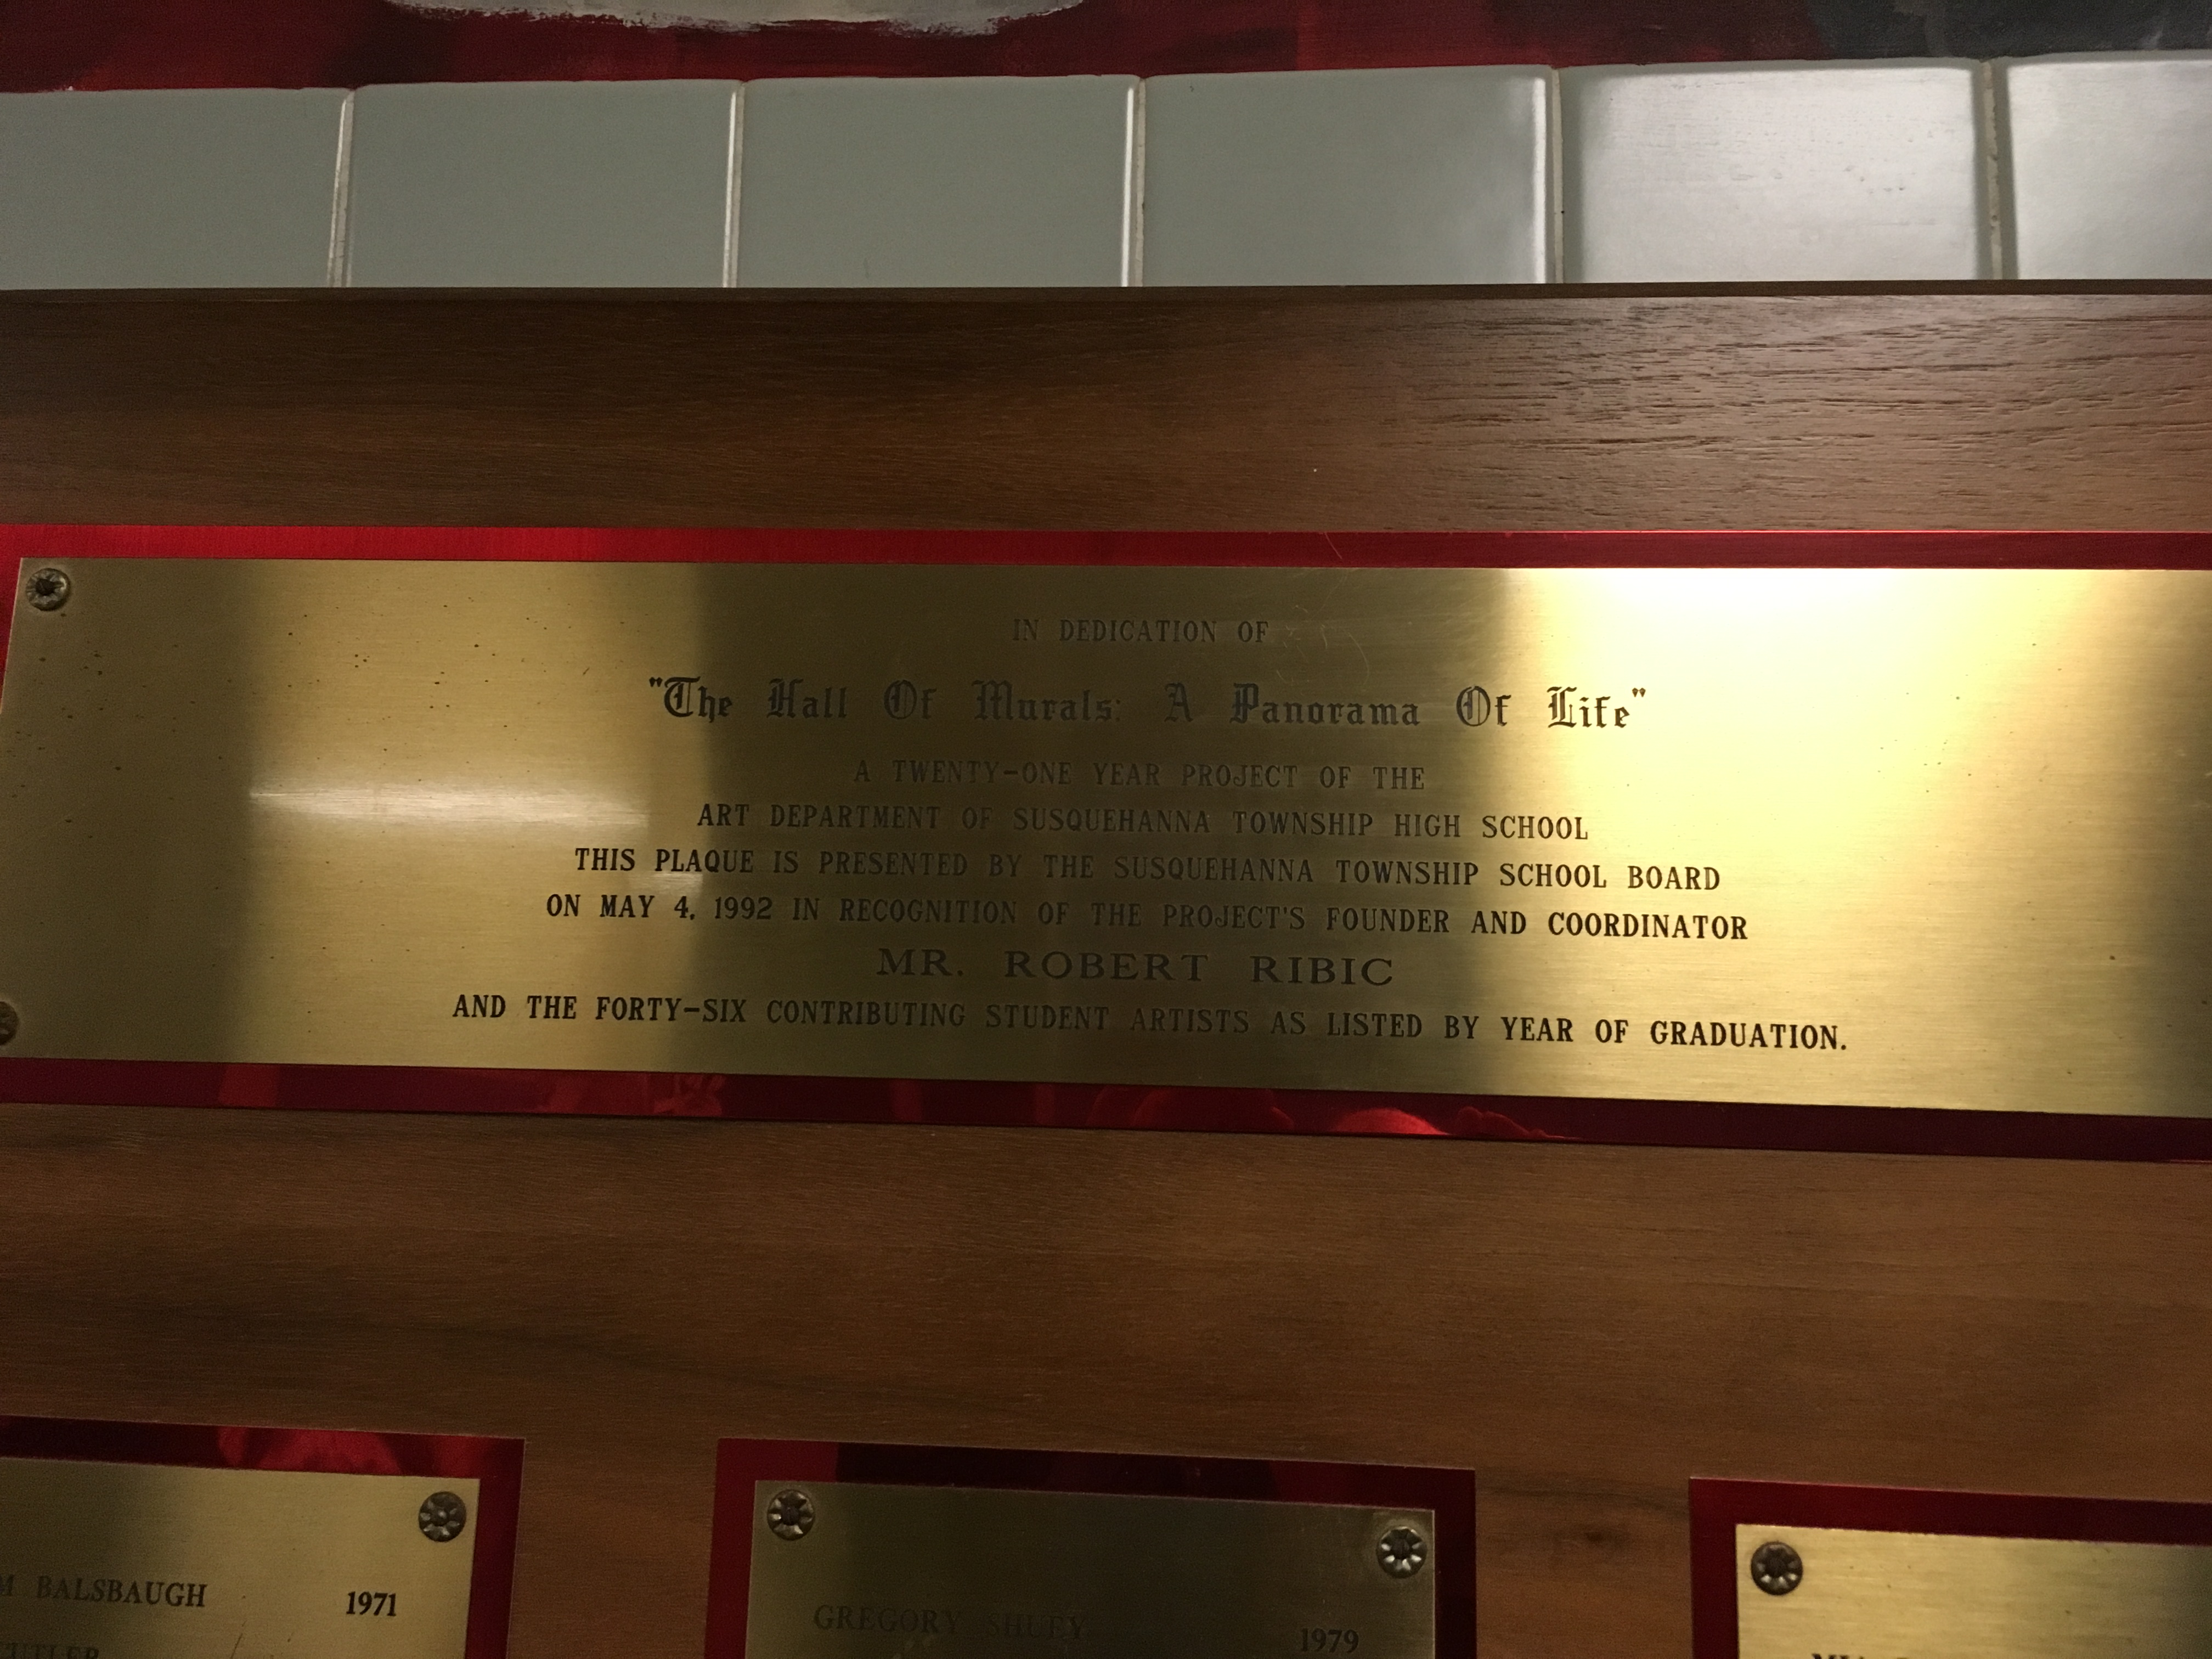 IN DEDICATION OF
"The Hall Of Murals: A Panorama Of Life"
A TWENTY-ONE YEAR PROJECT OF THE
ART DEPARTMENT OF SUSQUEHANNA TOWNSHIP HIGH SCHOOL
THIS PLAQUE IS PRESENTED BY THE SUSQUEHANNA TOWNSHIP SCHOOL BOARD
ON MAY 4, 1992 IN RECOGNITION OF THE PROJECT'S FOUNDER AND COORDINATOR
MR. ROBERT RIBIC
AND THE FORTY-SIX CONTRIBUTING STUDENT ARTISTS AS LISTED BY YEAR OF GRADUATION.
BALSBAUGH 1971
GREGORY SHUEY 1979